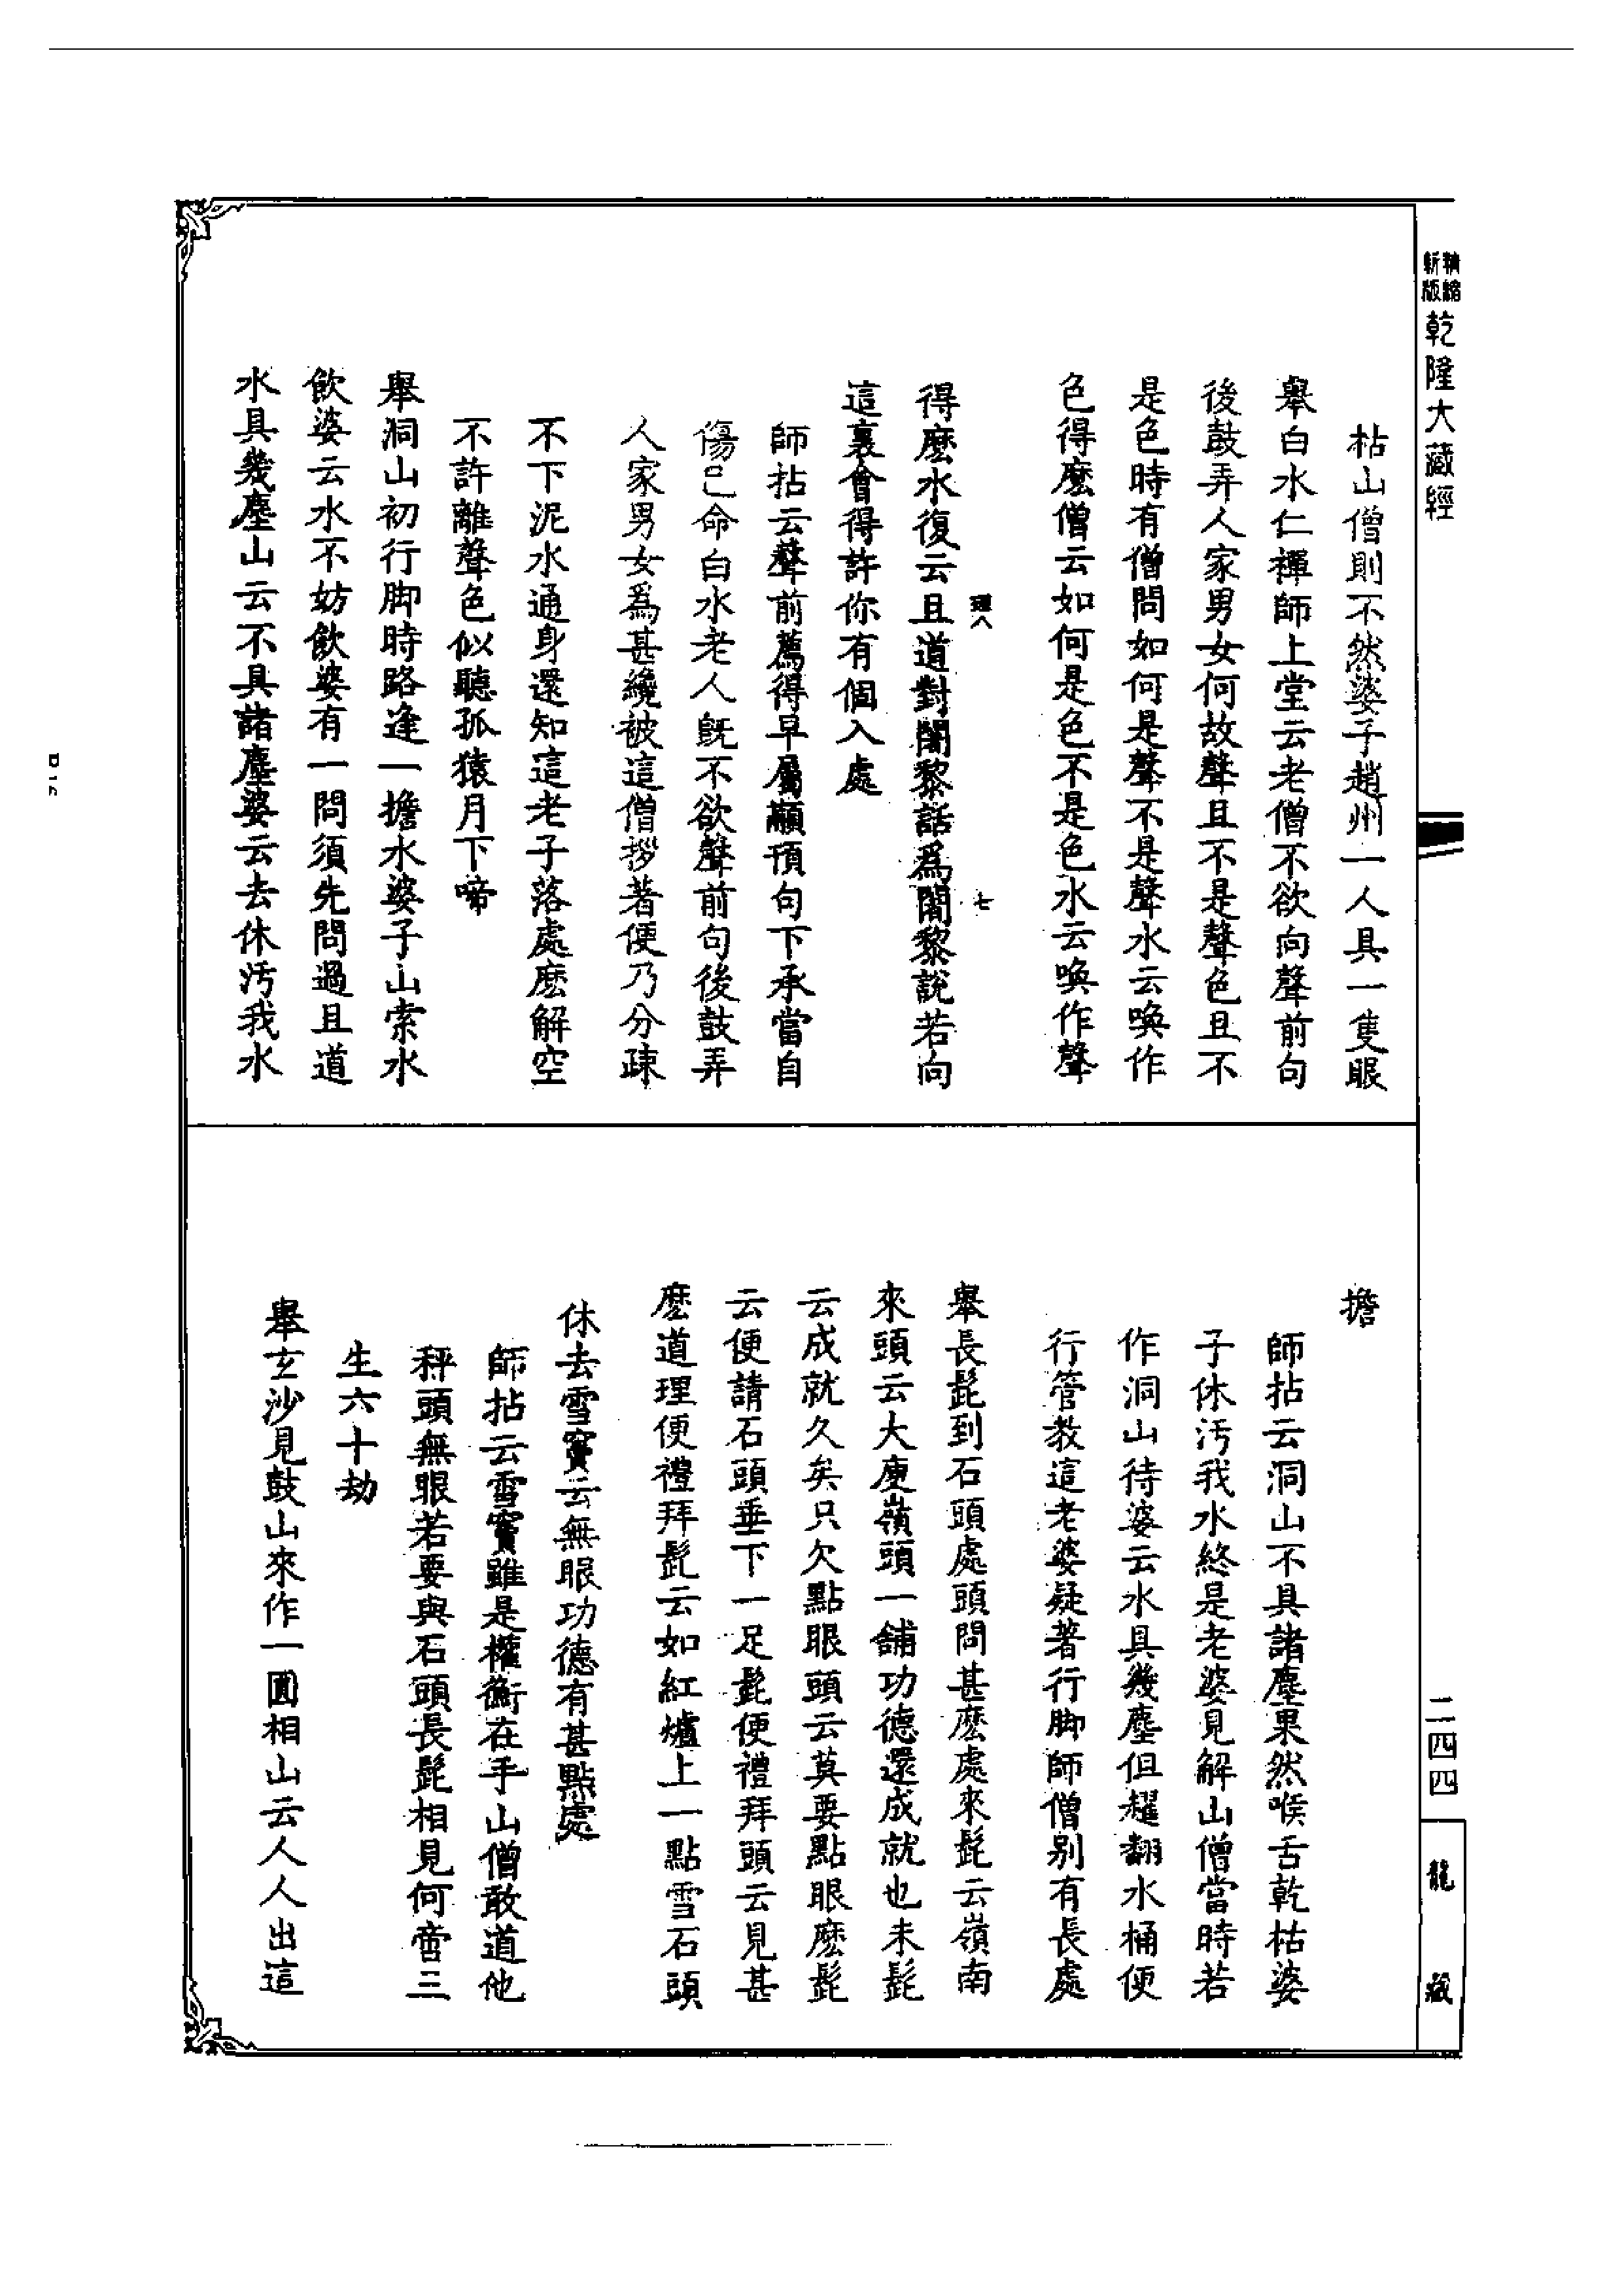 精縮
新版
乾隆大藏經
枯山僧則不然婆子趙州一人具一隻眼
舉白水仁禪師上堂云老僧不欲向聲前句
後鼓弄人家男女何故聲且不是聲色且不
是色時有僧問如何是聲不是聲水云喚作
色得麼僧云如何是色不是色水云喚作聲
得麼水復云且道對闍黎話爲闍黎說若向
這裏會得許你有個入處
師拈云聲前薦得早屬顢頇句下承當自
傷己命白水老人既不欲聲前句後鼓弄
人家男女爲甚纔被這僧拶著便乃分疎
不下泥水通身還知這老子落處麼解空
不許離聲色似聽孤猿月下啼
舉洞山初行脚時路逢一擔水婆子山索水
飲婆云水不妨飲婆有一問須先問過且道
水具幾塵山云不具諸塵婆云去休污我水
七
擔
師拈云洞山不具諸塵果然喉舌乾枯婆
子休污我水終是老婆見解山僧當時若
作洞山待婆云水具幾塵但趯翻水桶便
行管教這老婆疑著行脚師僧别有長處
舉長髭到石頭處頭問甚麼處來髭云嶺南
來頭云大庾嶺頭一鋪功德還成就也未髭
云成就久矣只欠點眼頭云莫要點眼麼髭
云便請石頭垂下一足髭便禮拜頭云見甚
麼道理便禮拜髭云如紅爐上一點雪石頭
休去雪竇云無眼功德有甚點處
師拈云雪竇雖是權衡在手山僧敢道他
秤頭無眼若要與石頭長髭相見何啻三
生六十劫
舉玄沙見鼓山來作一圓相山云人人出這
二四四
龍藏